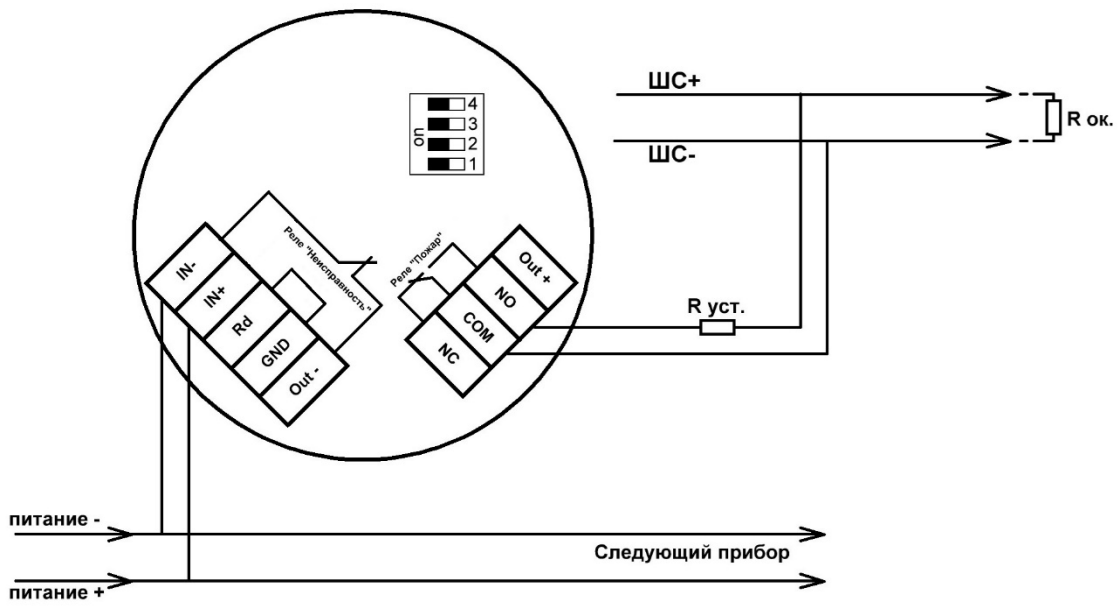 ШС+
ШС-
R ок.
4
3
2
1
on
Реле "Неисправность"
Реле "Пожар"
IN-
IN+
Rd
GND
Out -
Out +
NO
COM
NC
R уст.
питание -
Следующий прибор
питание +